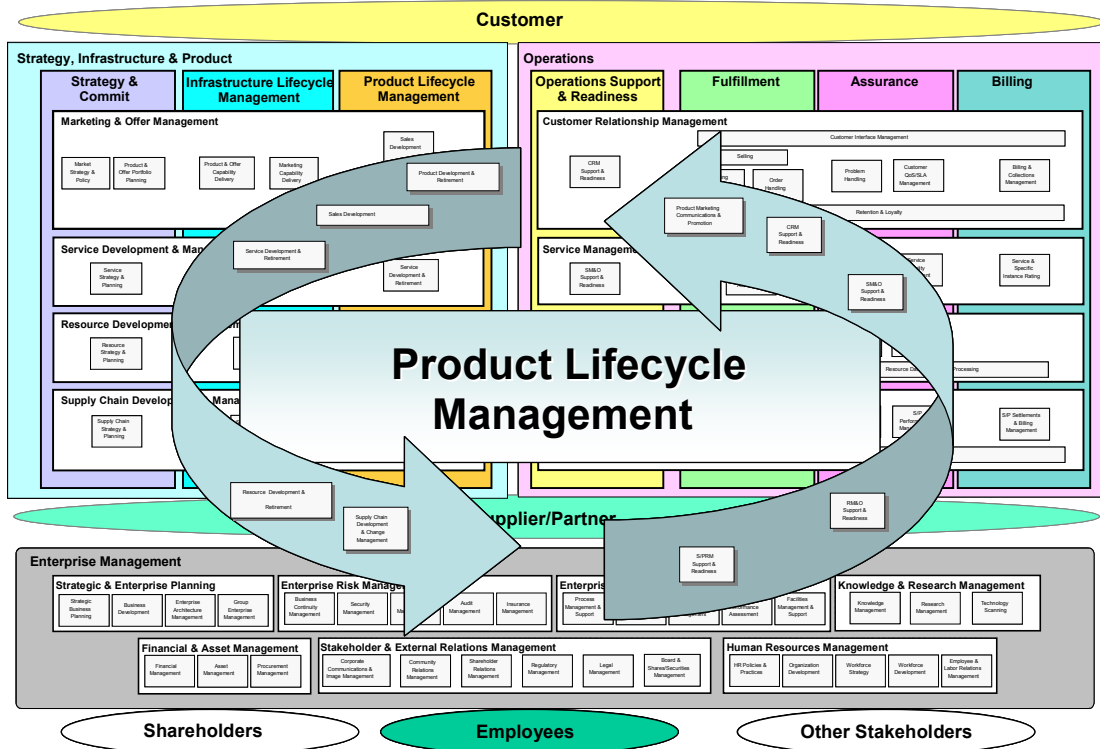 Customer
Strategy, Infrastructure & Product
Operations
Strategy &
Commit
Infrastructure Lifecycle
Management
Product Lifecycle
Management
Operations Support
& Readiness
Fulfillment
Assurance
Billing
Marketing & Offer Management
Market
Strategy &
Policy
Product &
Offer Portfolio
Planning
Product & Offer
Capability
Delivery
Marketing
Capability
Delivery
Sales
Development
Product Development &
Retirement
Sales Development
Customer Relationship Management
Customer Interface Management
Selling
CRM
Support &
Readiness
Order
Handling
Problem
Handling
Customer
QoS/SLA
Management
Billing &
Collections
Management
Retention & Loyalty
Product Marketing
Communications &
Promotion
CRM
Support &
Readiness
Service Development &
Service
Strategy &
Planning
Service Development &
Retirement
Service
Development &
Retirement
Service Management
SM&O
Support &
Readiness
SM&O
Support &
Readiness
Service &
Specific
Instance Rating
Resource
Resource
Strategy &
Planning
Resource
Processing
Product Lifecycle
Management
Supply Chain
Supply Chain
Strategy &
Planning
S/P
S/P Settlements
& Billing
Management
Resource Development &
Retirement
Supply Chain
Development
& Change
Management
RM&O
Support &
Readiness
S/PRM
Support &
Readiness
Enterprise Management
Strategic & Enterprise Planning
Strategic
Business
Planning
Business
Development
Enterprise
Architecture
Management
Group
Enterprise
Management
Enterprise Risk
Business
Continuity
Management
Security
Management
Audit
Management
Insurance
Management
Process
Management
& Support
Assessment
Facilities
Management &
Support
Knowledge & Research Management
Knowledge
Management
Research
Management
Technology
Scanning
Financial & Asset Management
Financial
Management
Asset
Management
Procurement
Management
Stakeholder & External Relations Management
Corporate
Communications &
Image Management
Community
Relations
Management
Shareholder
Relations
Management
Regulatory
Management
Legal
Management
Board &
Shares/Securities
Management
Human Resources Management
HR Policies &
Practices
Organization
Development
Workforce
Strategy
Workforce
Development
Employee &
Labor Relations
Management
Shareholders
Employees
Other Stakeholders